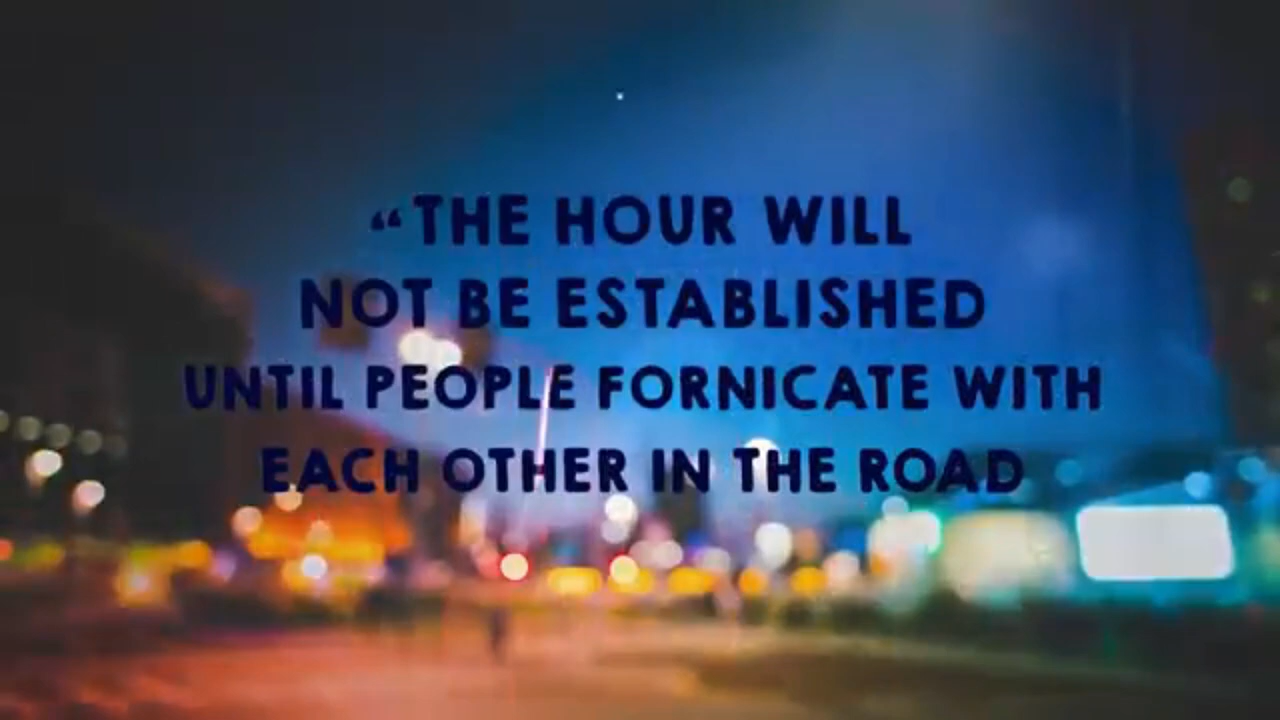 “THE HOUR WILL
NOT BE ESTABLISHED
UNTIL PEOPLE FORNICATE WITH
EACH OTHER IN THE ROAD